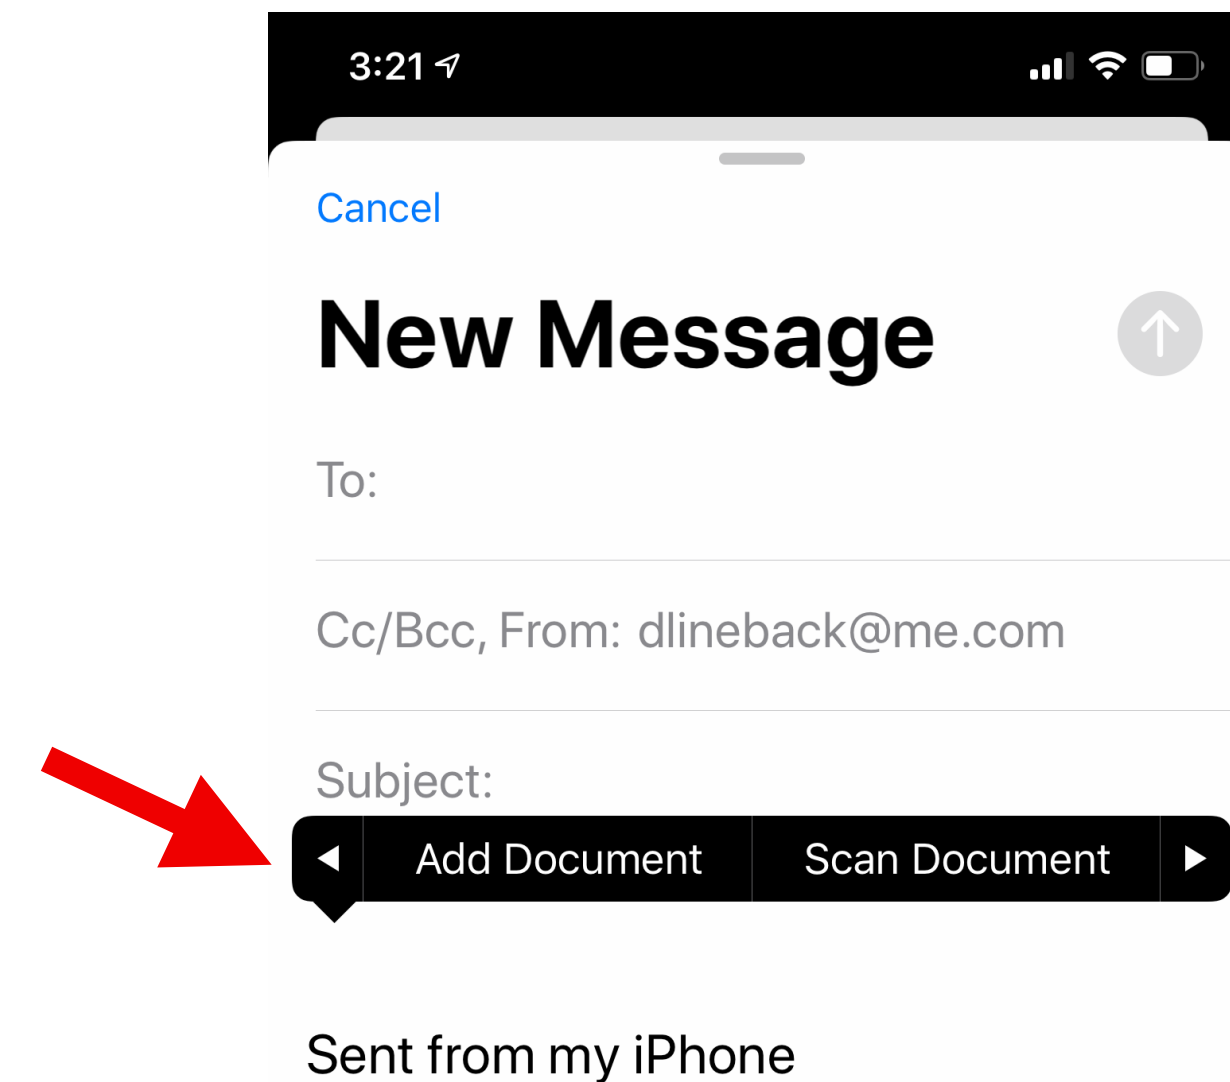 3:21
Cancel
New Message
To:
Cc/Bcc, From: dlineback@me.com
Subject:
Add Document Scan Document
Sent from my iPhone